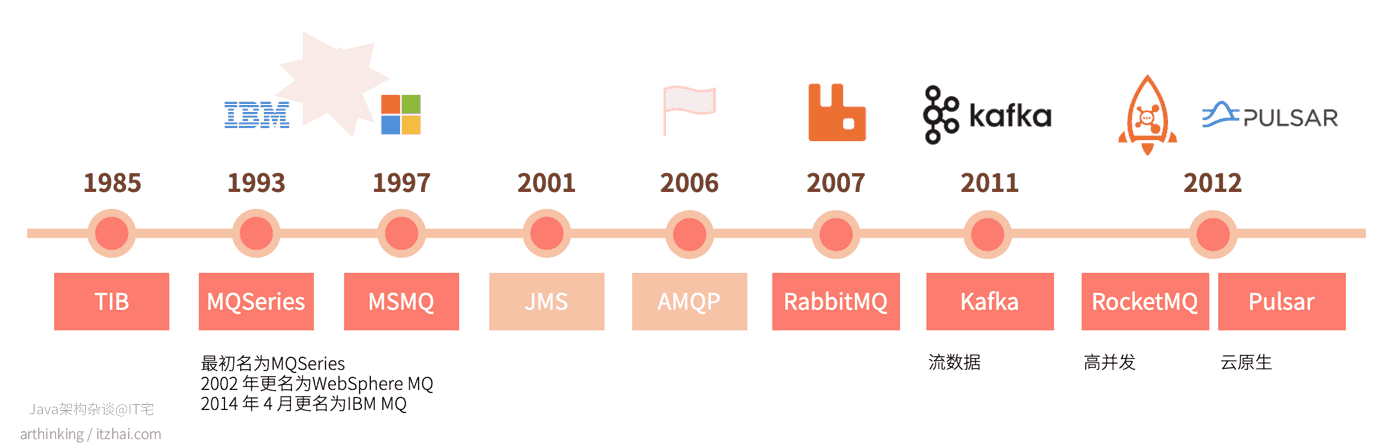 IBM
kafka
PULSAR
1985
1993
1997
2001
2006
2007
2011
2012
TIB
MQSeries
MSMQ
JMS
AMQP
RabbitMQ
Kafka
RocketMQ
Pulsar
最初名为MQSeries
2002 年更名为WebSphere MQ
2014 年 4 月更名为IBM MQ
流数据
高并发
云原生
Java架构杂谈@IT宅
arthinking / itzhai.com